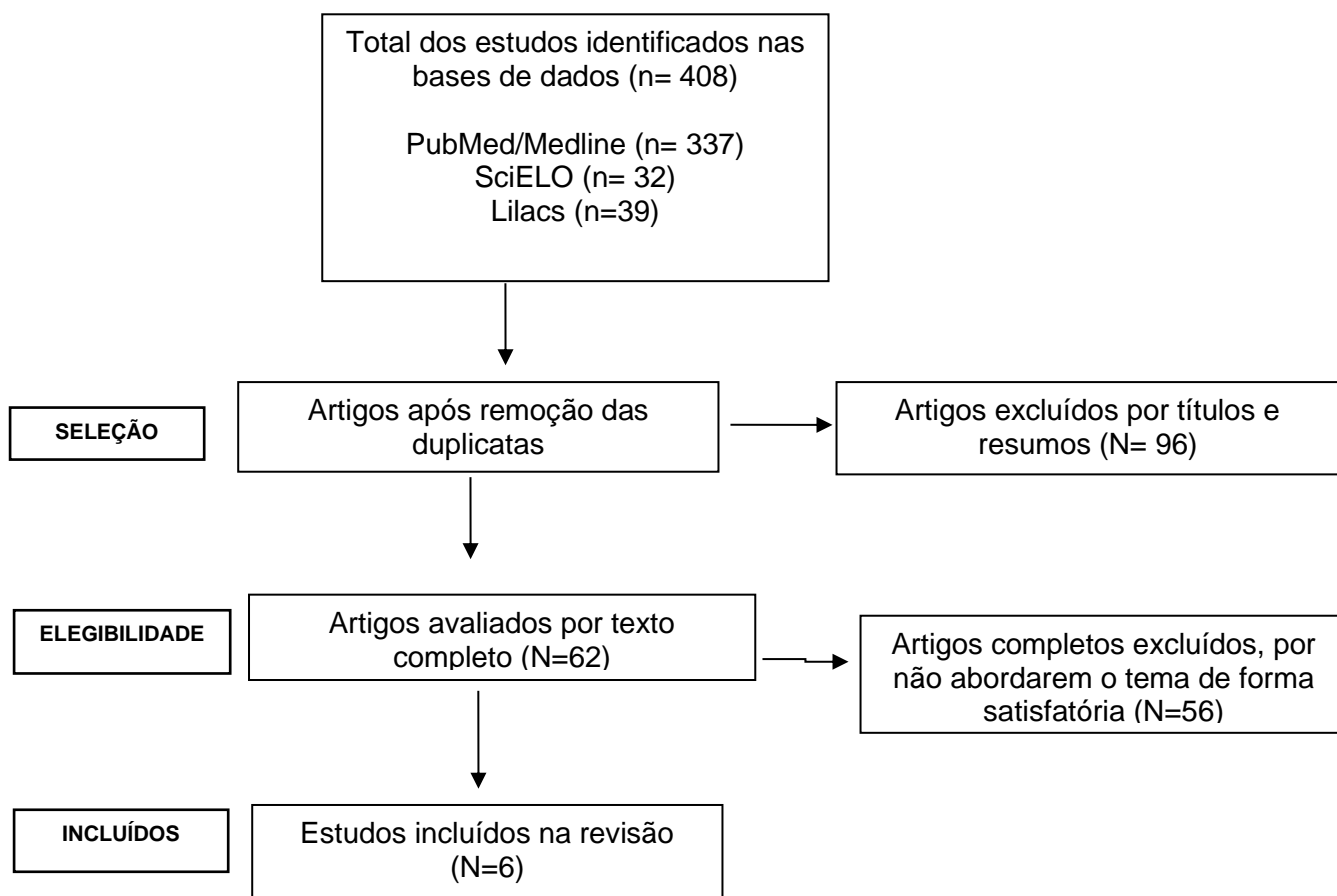 Total dos estudos identificados nas
bases de dados (n= 408)
PubMed/Medline (n= 337)
SciELO (n= 32)
Lilacs (n=39)
SELEÇÃO
Artigos após remoção das
duplicatas
Artigos excluídos por títulos e
resumos (N= 96)
ELEGIBILIDADE
Artigos avaliados por texto
completo (N=62)
Artigos completos excluídos, por
não abordarem o tema de forma
satisfatória (N=56)
INCLUÍDOS
Estudos incluídos na revisão
(N=6)